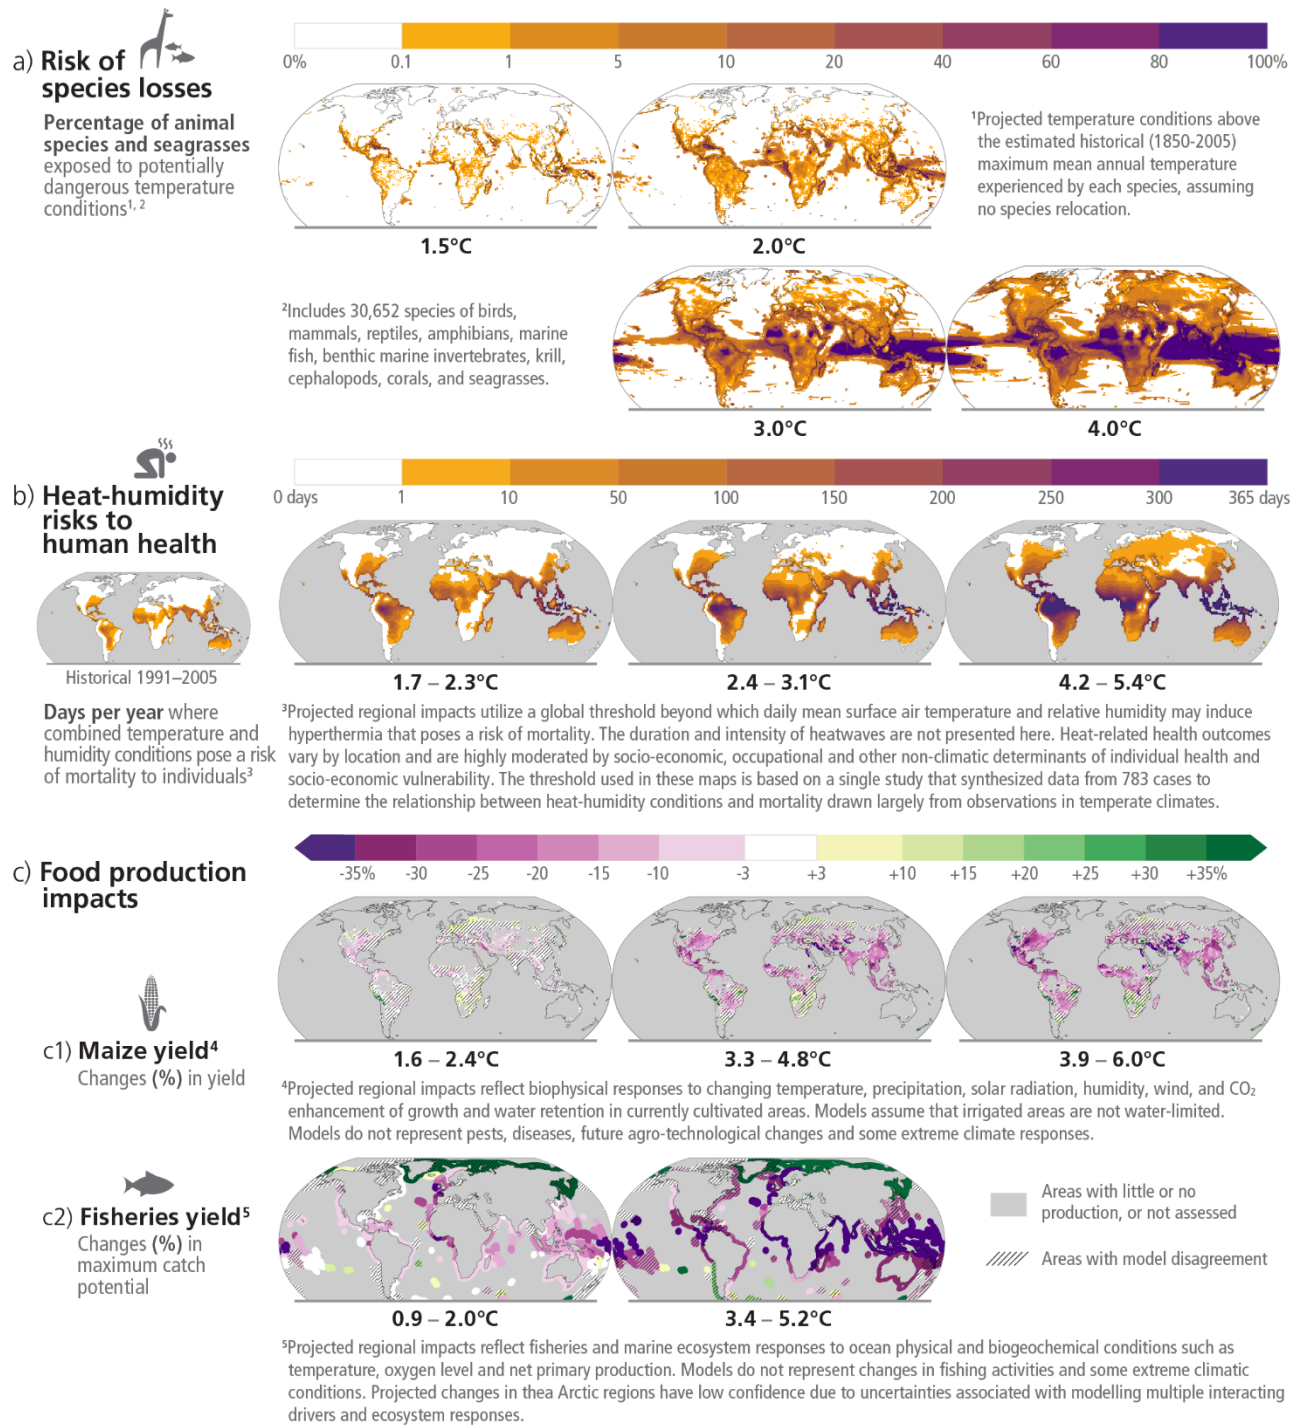 a) Risk of
species losses
Percentage of animal
species and seagrasses
exposed to potentially
dangerous temperature
conditions1, 2
0% 0.1 1 5 10 20 40 60 80 100%
1.5°C
2.0°C
1Projected temperature conditions above
the estimated historical (1850-2005)
maximum mean annual temperature
experienced by each species, assuming
no species relocation.
2Includes 30,652 species of birds,
mammals, reptiles, amphibians, marine
fish, benthic marine invertebrates, krill,
cephalopods, corals, and seagrasses.
3.0°C
4.0°C
b) Heat-humidity
risks to
human health
Historical 1991–2005
Days per year where
combined temperature and
humidity conditions pose a risk
of mortality to individuals3
0 days 1 10 50 100 150 200 250 300 365 days
1.7 – 2.3°C
2.4 – 3.1°C
4.2 – 5.4°C
3Projected regional impacts utilize a global threshold beyond which daily mean surface air temperature and relative humidity may induce
hyperthermia that poses a risk of mortality. The duration and intensity of heatwaves are not presented here. Heat-related health outcomes
vary by location and are highly moderated by socio-economic, occupational and other non-climatic determinants of individual health and
socio-economic vulnerability. The threshold used in these maps is based on a single study that synthesized data from 783 cases to
determine the relationship between heat-humidity conditions and mortality drawn largely from observations in temperate climates.
c) Food production
impacts
-35% -30 -25 -20 -15 -10 -3 +3 +10 +15 +20 +25 +30 +35%
c1) Maize yield4
Changes (%) in yield
1.6 – 2.4°C
3.3 – 4.8°C
3.9 – 6.0°C
4Projected regional impacts reflect biophysical responses to changing temperature, precipitation, solar radiation, humidity, wind, and CO2
enhancement of growth and water retention in currently cultivated areas. Models assume that irrigated areas are not water-limited.
Models do not represent pests, diseases, future agro-technological changes and some extreme climate responses.
c2) Fisheries yield5
Changes (%) in
maximum catch
potential
0.9 – 2.0°C
3.4 – 5.2°C
Areas with little or no
production, or not assessed
Areas with model disagreement
5Projected regional impacts reflect fisheries and marine ecosystem responses to ocean physical and biogeochemical conditions such as
temperature, oxygen level and net primary production. Models do not represent changes in fishing activities and some extreme climatic
conditions. Projected changes in thea Arctic regions have low confidence due to uncertainties associated with modelling multiple interacting
drivers and ecosystem responses.